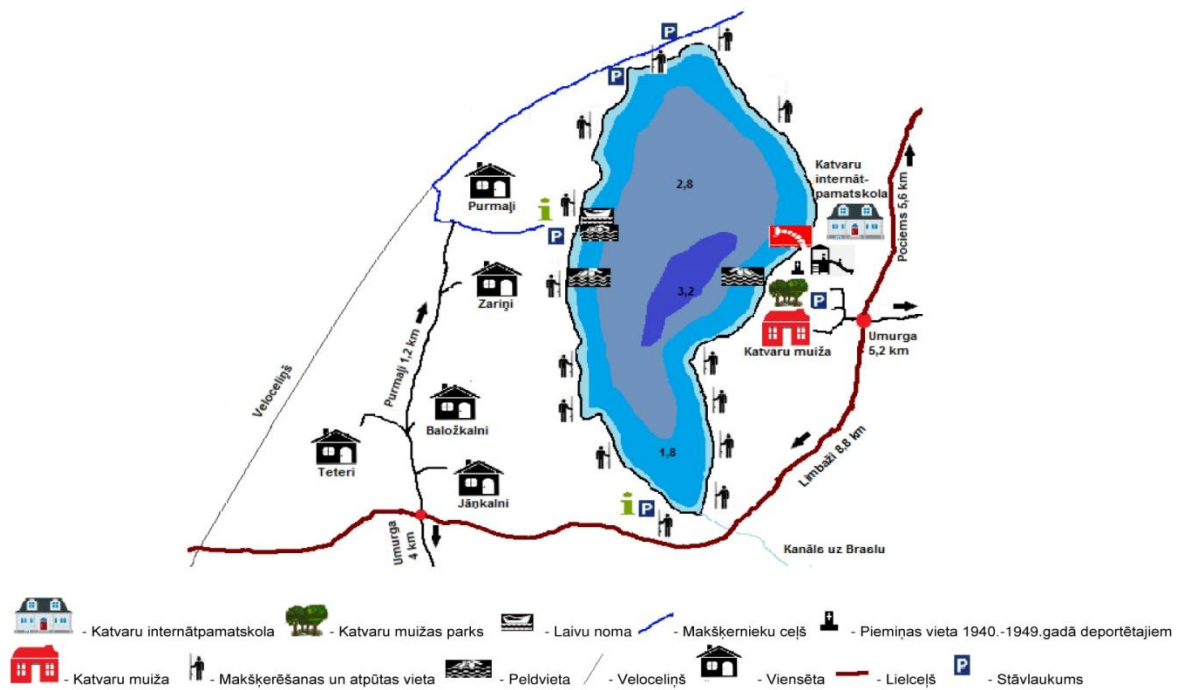 P
P
Katvaru
internāt-
pamatskola
2,8
Purmaļi
i
P
Pociems 5,6 km
Zariņi
3,2
P
Umurga
5,2 km
Katvaru muiža
Veloceliņš
Purmaļi 1,2 km
Baložkalni
Teteri
Jāņkalni
1,8
Limbaži 8,8 km
i P
Umurga
4 km
Kanāls uz Braslu
- Katvaru internātpamatskola - Katvaru muižas parks - Laivu noma - Makšķernieku ceļš - Piemiņas vieta 1940.-1949.gadā deportētajiem
- Katvaru muiža - Makšķerēšanas un atpūtas vieta - Peldvieta - Veloceliņš - Viensēta - Lielceļš P - Stāvlaukums